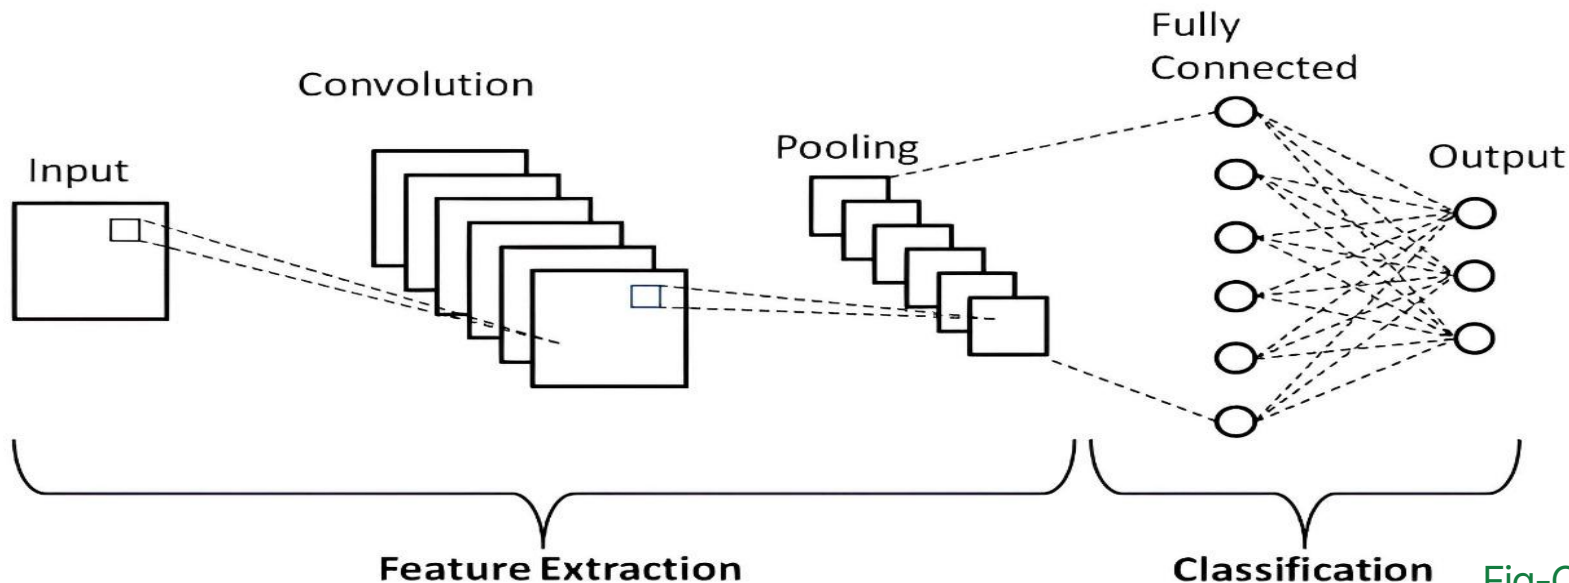 Fully
Connected
Convolution
Pooling
Output
Input
Feature Extraction
Classification